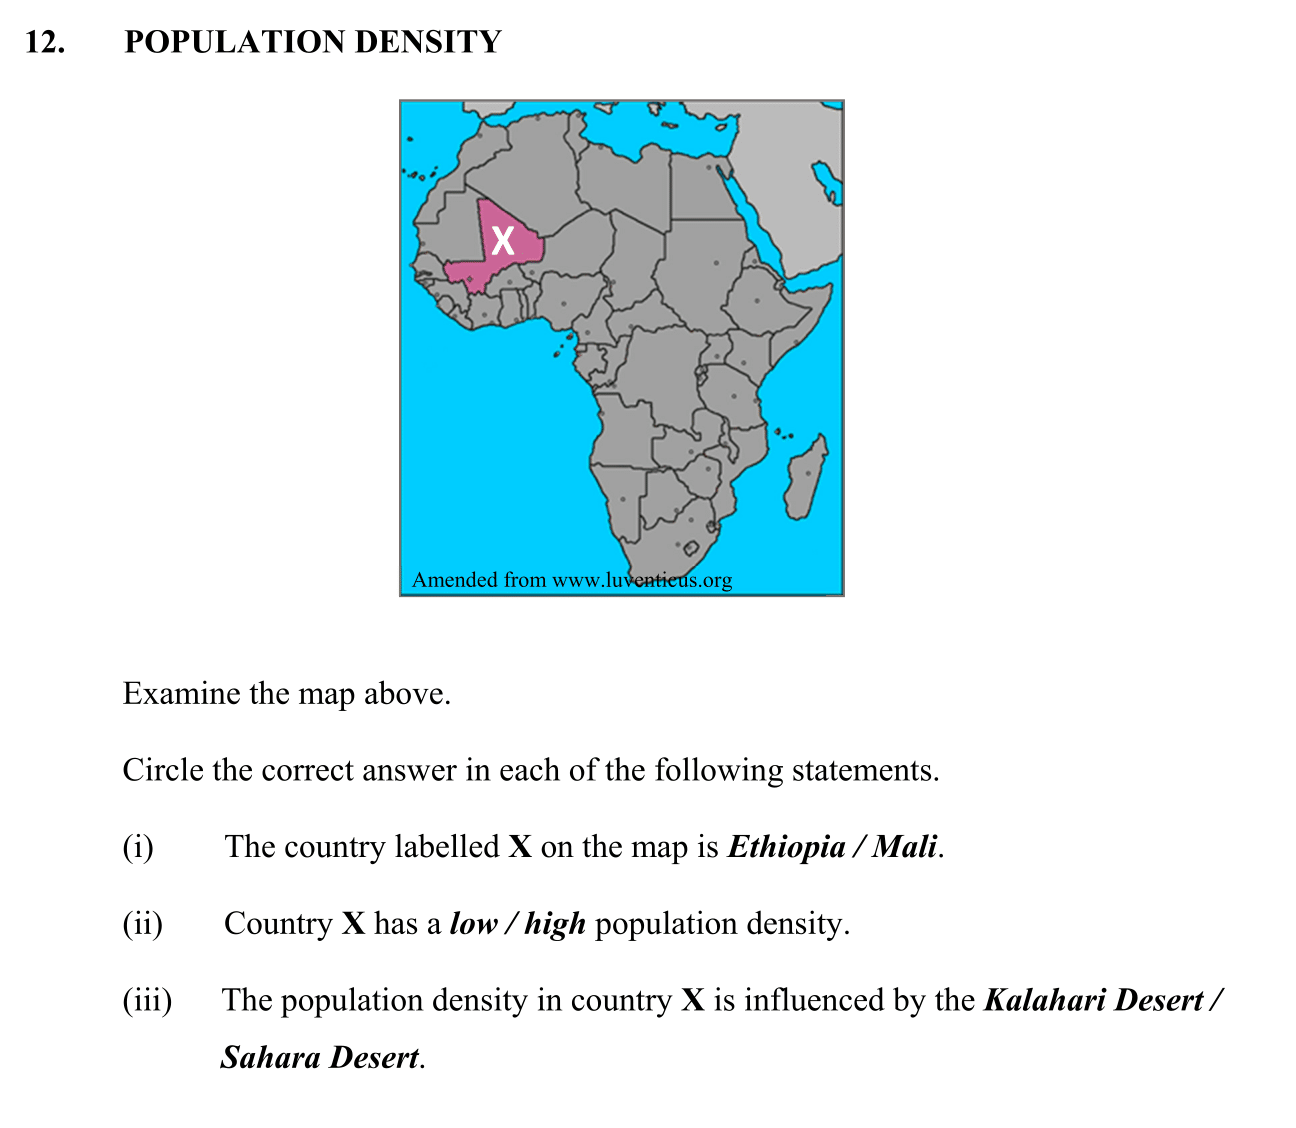 12. POPULATION DENSITY
X
Amended from www.luventicus.org
Examine the map above.
Circle the correct answer in each of the following statements.
(i) The country labelled X on the map is Ethiopia / Mali.
(ii) Country X has a low / high population density.
(iii) The population density in country X is influenced by the Kalahari Desert /
Sahara Desert.